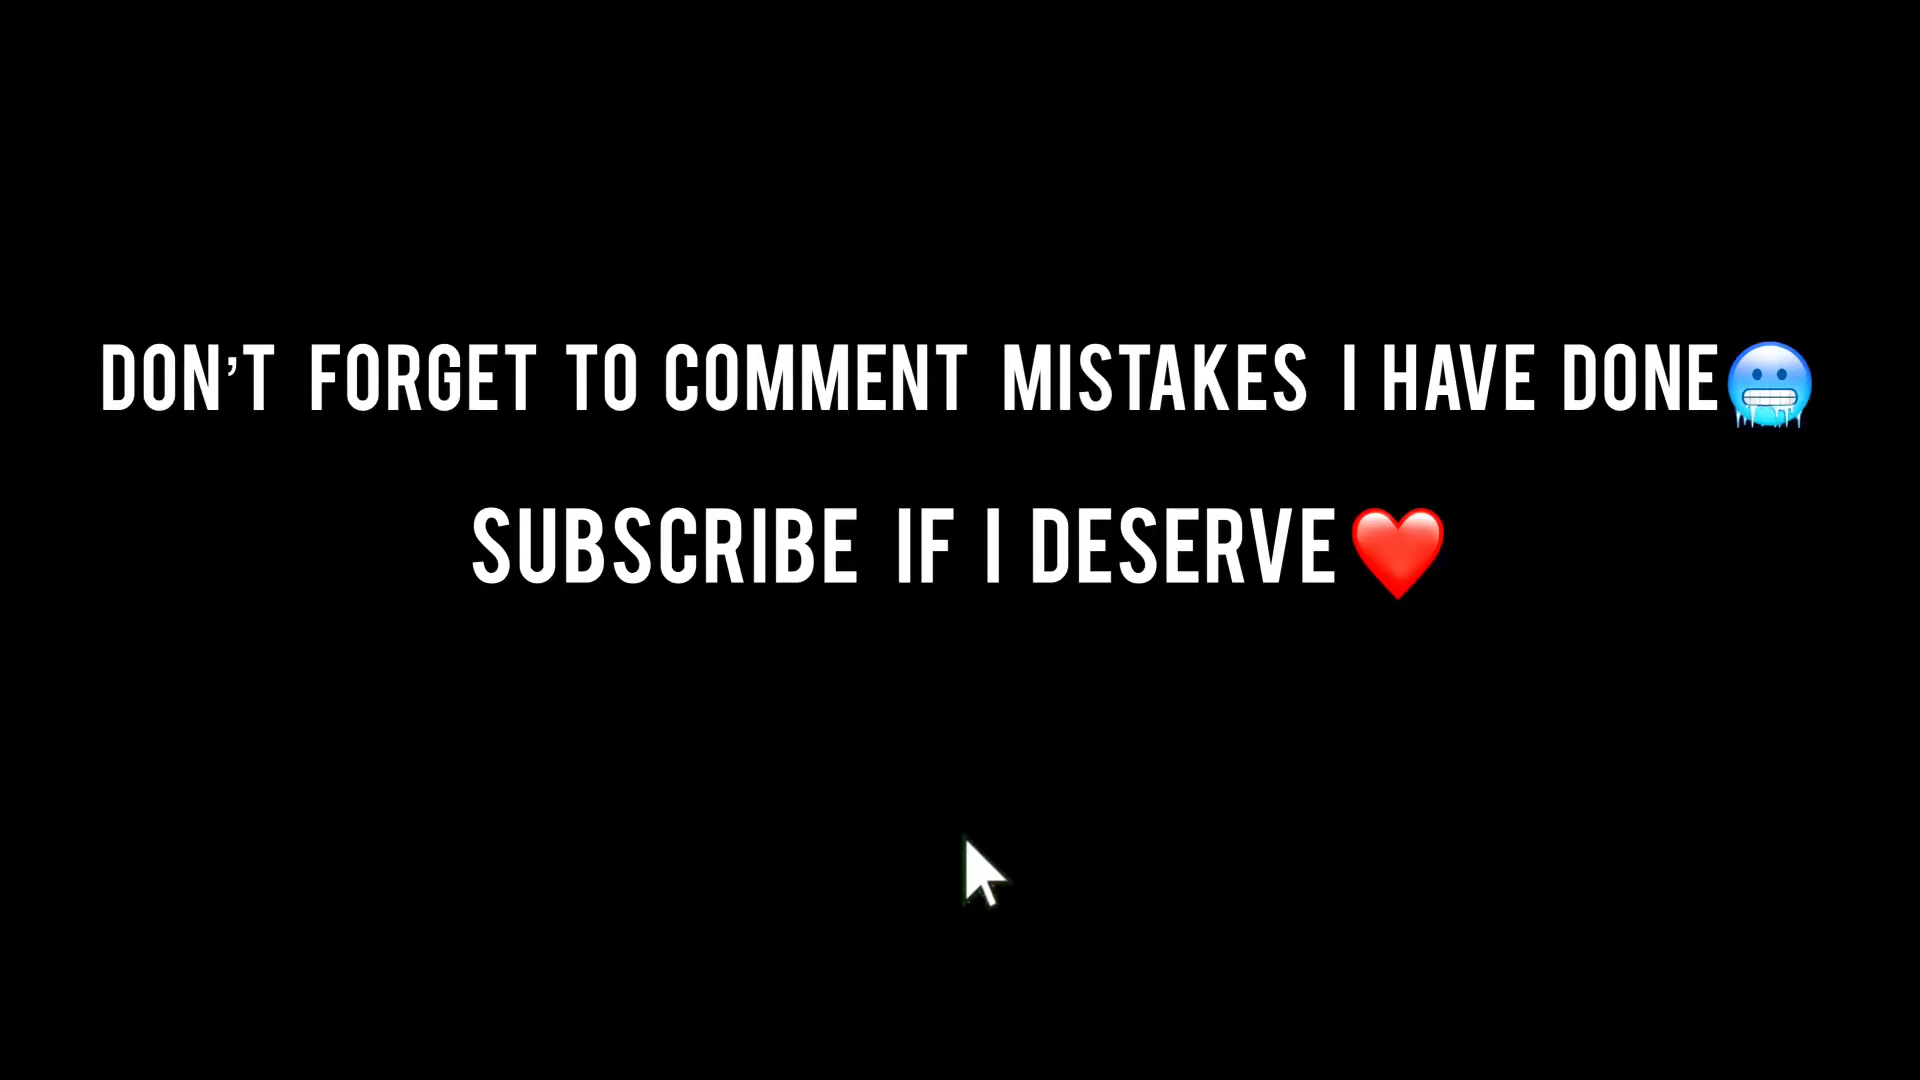 DON'T FORGET TO COMMENT MISTAKES I HAVE DONE🥶
SUBSCRIBE IF I DESERVE❤️